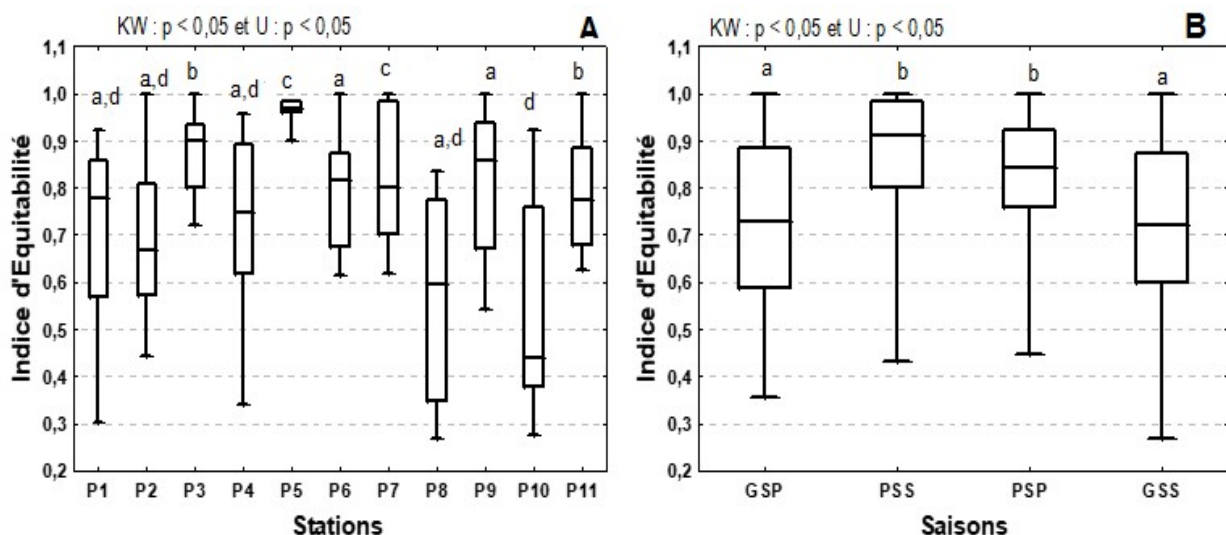 KW : p < 0,05 et U : p < 0,05
A
Indice d'Equitabilité
1,1
1,0
0,9
0,8
0,7
0,6
0,5
0,4
0,3
0,2
a,d
a,d
b
a,d
c
a
c
a,d
a
d
b
P1 P2 P3 P4 P5 P6 P7 P8 P9 P10 P11
Stations
KW : p < 0,05 et U : p < 0,05
B
Indice d'Equitabilité
1,1
1,0
0,9
0,8
0,7
0,6
0,5
0,4
0,3
0,2
a b b a
GSP PSS PSP GSS
Saisons